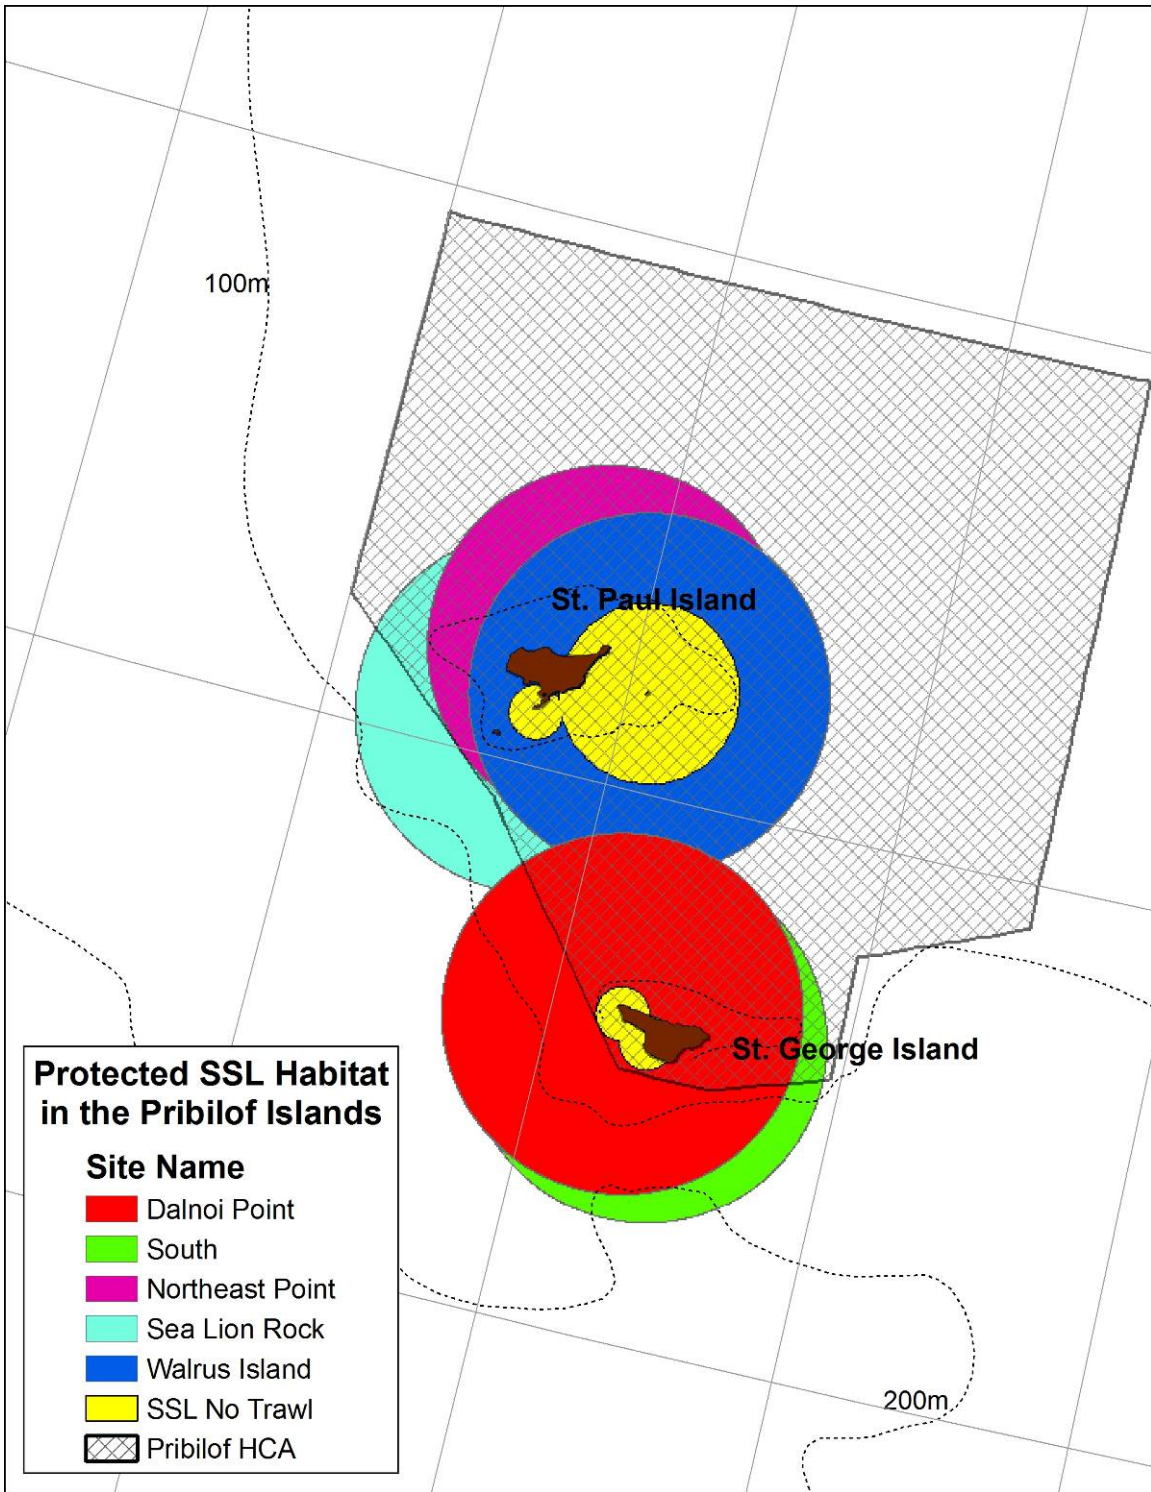 100m
St. Paul Island
St. George Island
Protected SSL Habitat
in the Pribilof Islands
Site Name
Dalnoi Point
South
Northeast Point
Sea Lion Rock
Walrus Island
SSL No Trawl
Pribilof HCA
200m